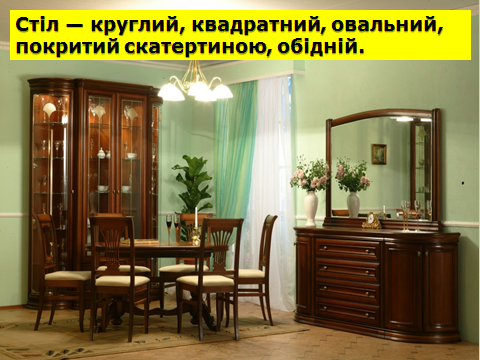 Стіл — круглий, квадратний, овальний,
покритий скатертиною, обідній.